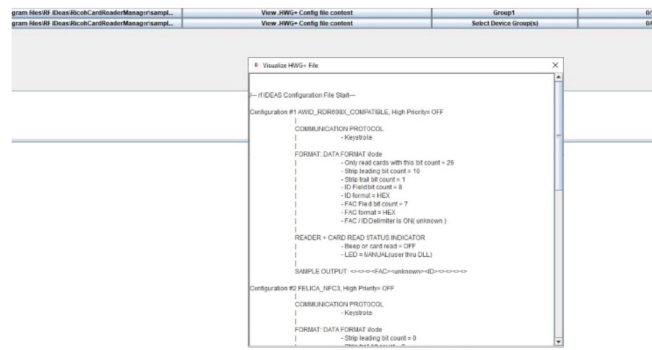 gram Files\RF IDeas\RicohCardReaderManager\sampl... View .HWG+ Config file content Group1 0/
gram Files\RF IDeas\RicohCardReaderManager\sampl... View .HWG+ Config file content Select Device Group(s) 0/
Visualize HWG+ File
/--- rf IDEAS Configuration File Start---
Configuration #1 AWID_RDR698X_COMPATIBLE, High Priority= OFF
|
COMMUNICATION PROTOCOL
| - Keystroke
|
FORMAT: DATA FORMAT Mode
| - Only read cards with this bit count = 26
| - Strip leading bit count = 10
| - Strip trail bit count = 1
| - ID Field bit count = 8
| - ID format = HEX
| - FAC Field bit count = 7
| - FAC format = HEX
| - FAC / ID Delimiter is ON( unknown )
|
READER + CARD READ STATUS INDICATOR
| - Beep on card read = OFF
| - LED = MANUAL(user thru DLL)
|
SAMPLE OUTPUT: <><><><FAC><unknown><ID><><><><>
Configuration #2 FELICA_NFC3, High Priority= OFF
|
COMMUNICATION PROTOCOL
| - Keystroke
|
FORMAT: DATA FORMAT Mode
| - Strip leading bit count = 0